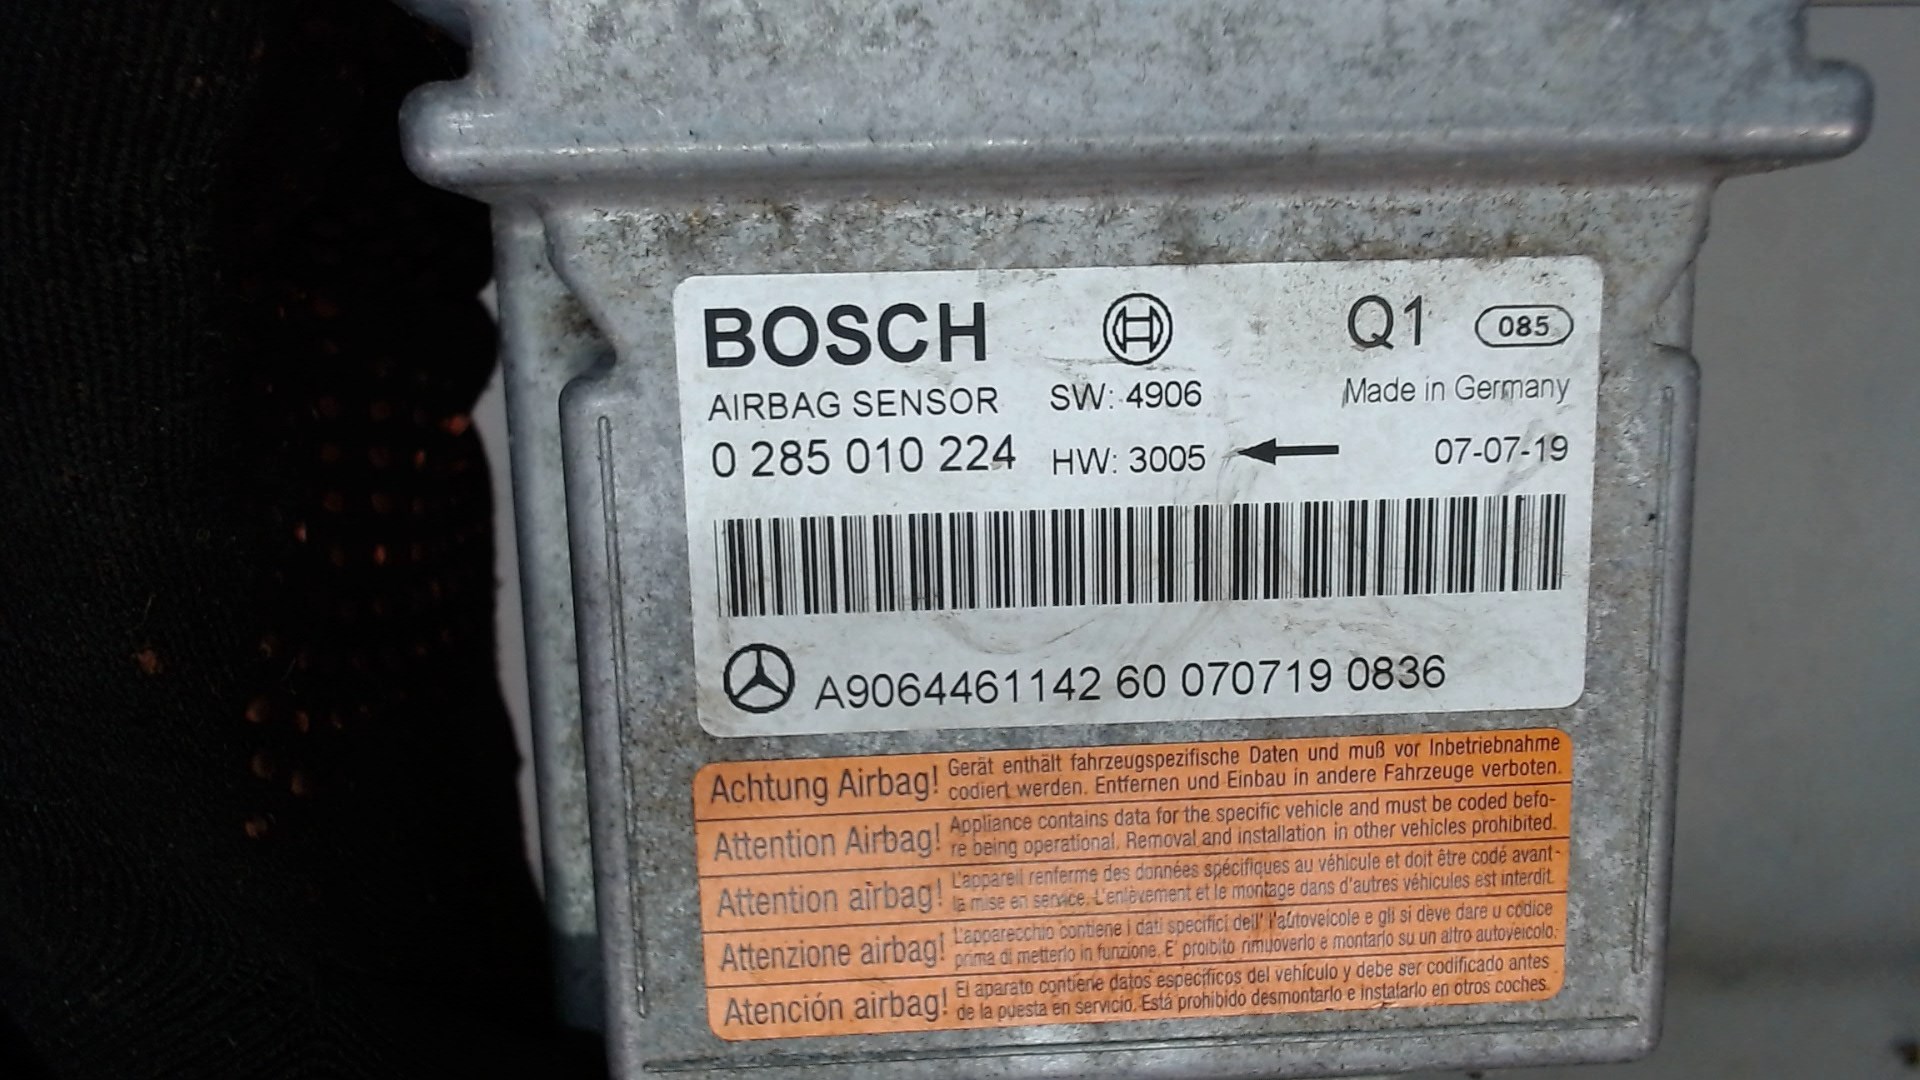 BOSCH Q1 085
AIRBAG SENSOR SW: 4906 Made in Germany
0 285 010 224 HW: 3005 07-07-19
A9064461142 60 070719 0836
Achtung Airbag! Gerät enthält fahrzeugspezifische Daten und muß vor Inbetriebnahme
codiert werden. Entfernen und Einbau in andere Fahrzeuge verboten.
Attention Airbag! Appliance contains data for the specific vehicle and must be coded befo-
re being operational. Removal and installation in other vehicles prohibited.
Attention airbag! L'appareil renferme des données spécifiques au véhicule et doit être codé avant
la mise en service. L'enlèvement et le montage dans d'autres véhicules est interdit.
Attenzione airbag! L'apparecchio contiene i dati specifici dell' l'autoveicole e gli si deve dare u codice
prima di metterlo in funzione. E' proibito rimuoverlo e montarlo su un altro autoveicolo.
Atención airbag! El aparato contiene datos específicos del vehículo y debe ser codificado antes
de la puesta en servicio. Está prohibido desmontarlo e instalarlo en otros coches.